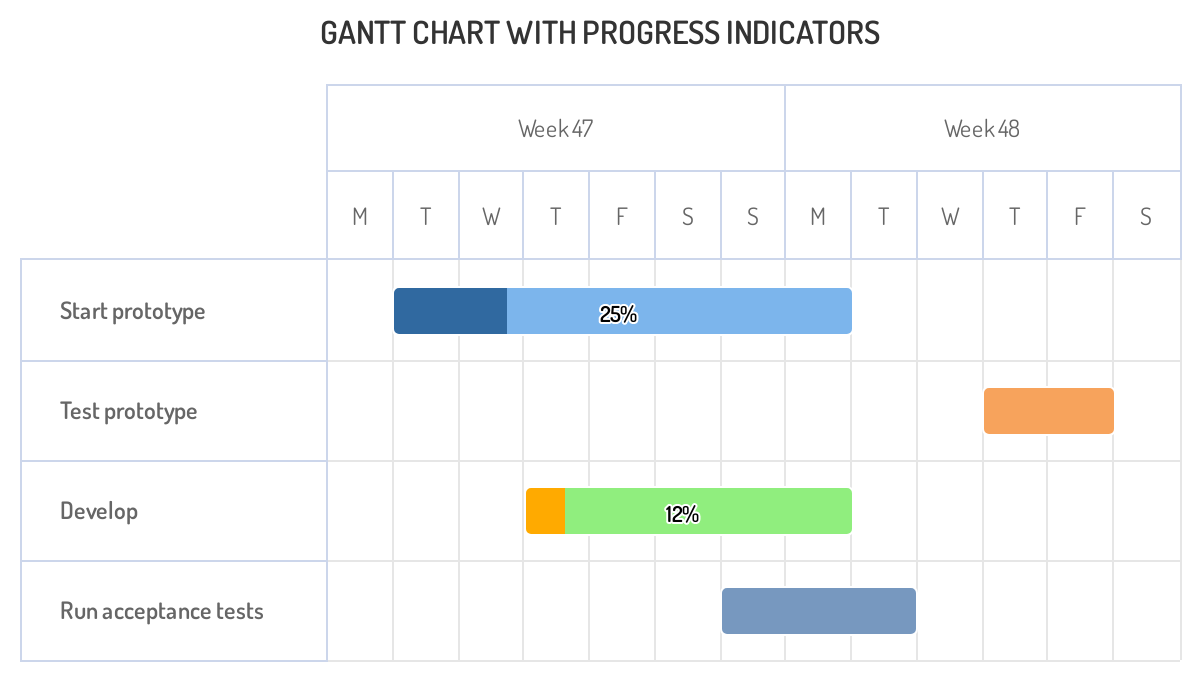 GANTT CHART WITH PROGRESS INDICATORS
Week 47 Week 48
M T W T F S S M T W T F S
Start prototype 25%
Test prototype
Develop 12%
Run acceptance tests